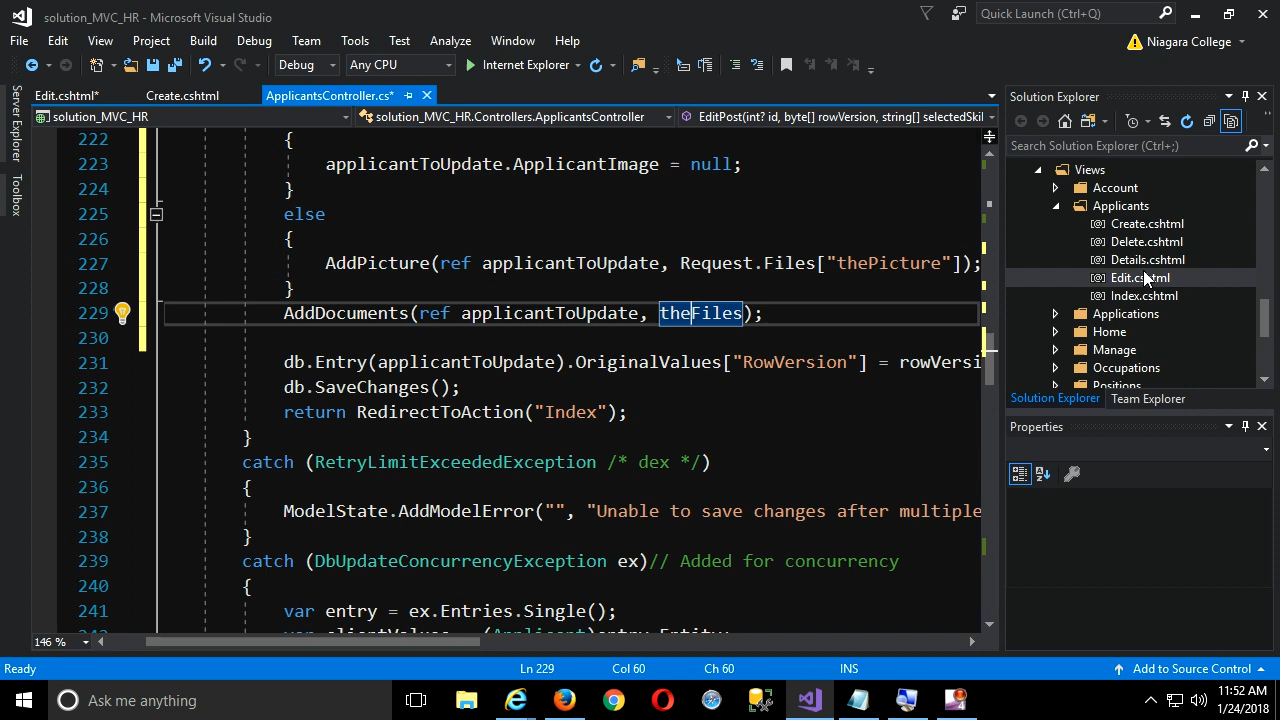 solution_MVC_HR - Microsoft Visual Studio
Quick Launch (Ctrl+Q)
File Edit View Project Build Debug Team Tools Test Analyze Window Help
Niagara College
Debug Any CPU Internet Explorer
Server Explorer
Toolbox
Edit.cshtml* Create.cshtml ApplicantsController.cs*
solution_MVC_HR solution_MVC_HR.Controllers.ApplicantsController EditPost(int? id, byte[] rowVersion, string[] selectedSkil
222 {
223 applicantToUpdate.ApplicantImage = null;
224 }
225 else
226 {
227 AddPicture(ref applicantToUpdate, Request.Files["thePicture"]);
228 }
229 AddDocuments(ref applicantToUpdate, theFiles);
230
231 db.Entry(applicantToUpdate).OriginalValues["RowVersion"] = rowVersi
232 db.SaveChanges();
233 return RedirectToAction("Index");
234 }
235 catch (RetryLimitExceededException /* dex */)
236 {
237 ModelState.AddModelError("", "Unable to save changes after multiple
238 }
239 catch (DbUpdateConcurrencyException ex)// Added for concurrency
240 {
241 var entry = ex.Entries.Single();
146 %
Solution Explorer
Search Solution Explorer (Ctrl+;)
Views
Account
Applicants
Create.cshtml
Delete.cshtml
Details.cshtml
Edit.cshtml
Index.cshtml
Applications
Home
Manage
Occupations
Positions
Solution Explorer Team Explorer
Properties
Ready Ln 229 Col 60 Ch 60 INS Add to Source Control
Ask me anything
11:52 AM
1/24/2018